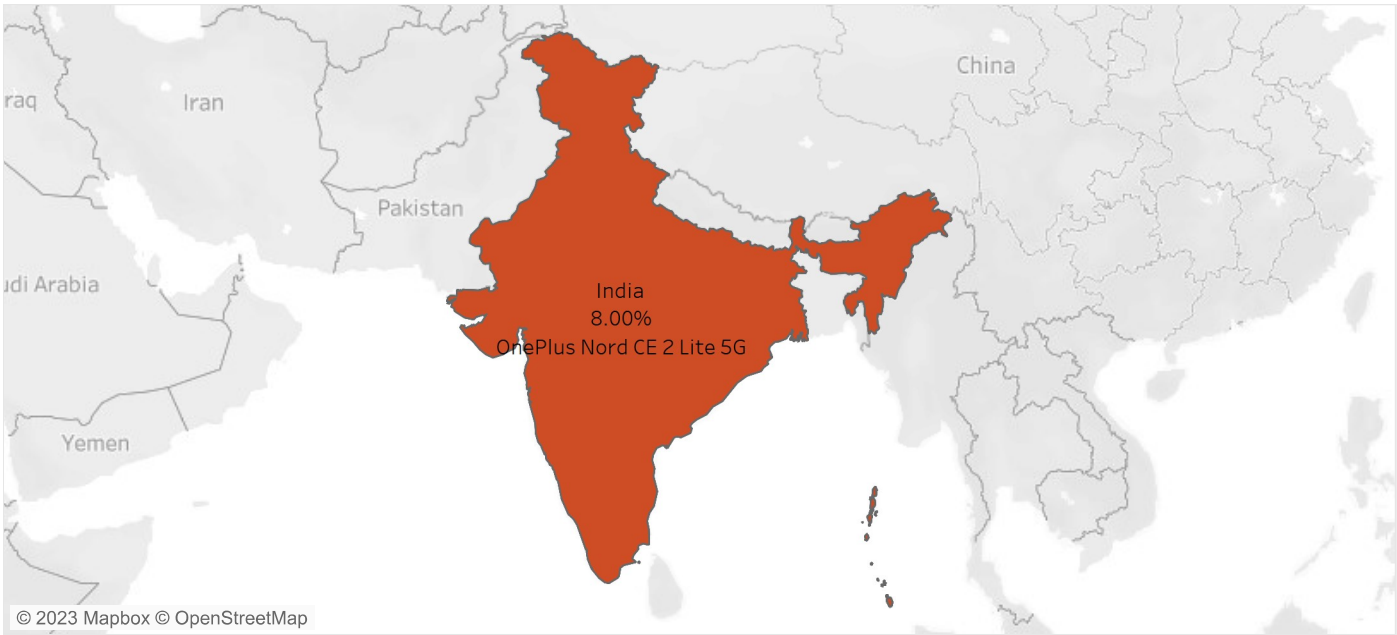 China
Iran
raq
Pakistan
udi Arabia
India
8.00%
OnePlus Nord CE 2 Lite 5G
Yemen
© 2023 Mapbox © OpenStreetMap